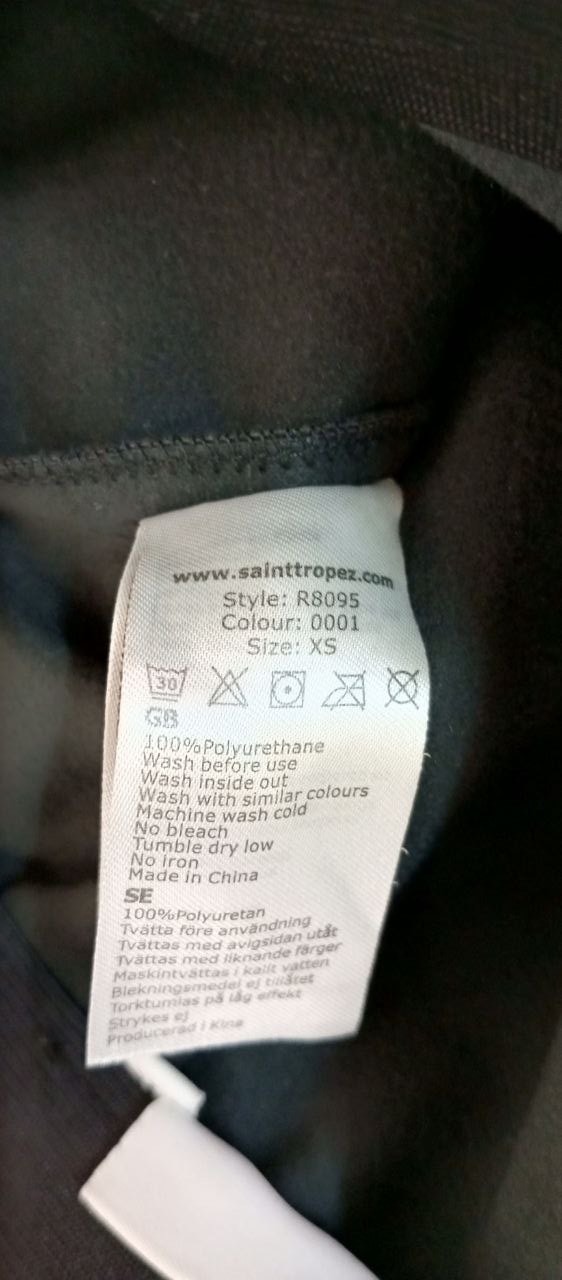 www.sainttropez.com
Style: R8095
Colour: 0001
Size: XS
30
GB
100%Polyurethane
Wash before use
Wash inside out
Wash with similar colours
Machine wash cold
No bleach
Tumble dry low
No iron
Made in China
SE
100%Polyuretan
Tvätta före användning
Tvättas med avigsidan utåt
Tvättas med liknande färger
Maskintvättas i kallt vatten
Blekningsmedel ej tillåtet
Torktumlas på låg effekt
Strykes ej
Producerad i Kina